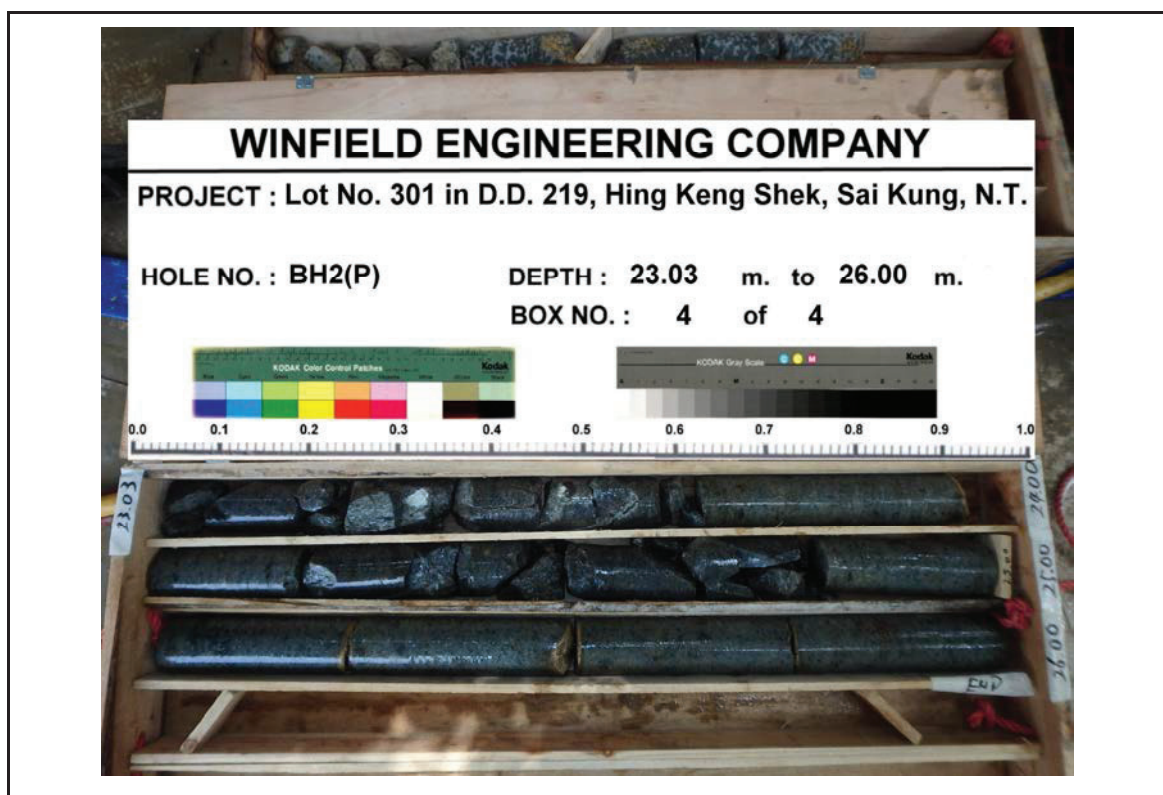 WINFIELD ENGINEERING COMPANY
PROJECT : Lot No. 301 in D.D. 219, Hing Keng Shek, Sai Kung, N.T.
HOLE NO. : BH2(P) DEPTH : 23.03 m. to 26.00 m.
BOX NO. : 4 of 4
KODAK Color Control Patches Kodak
KODAK Gray Scale C Y M Kodak
0.0 0.1 0.2 0.3 0.4 0.5 0.6 0.7 0.8 0.9 1.0
23.03 24.00
25.00
26.00